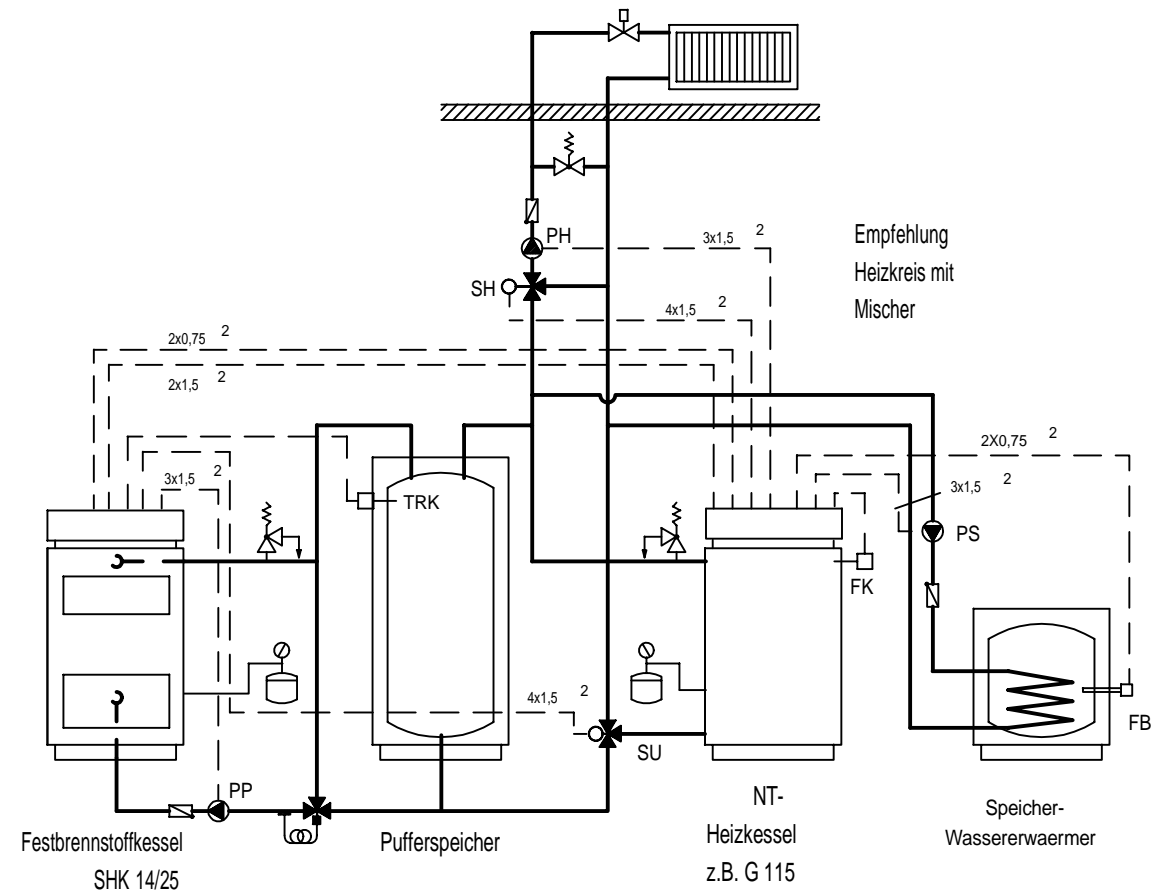 PH
3x1,5 2
Empfehlung
Heizkreis mit
Mischer
SH
4x1,5 2
2x0,75 2
2x1,5 2
2X0,75 2
3x1,5 2
3x1,5 2
TRK
PS
FK
4x1,5 2
SU
FB
PP
NT-
Heizkessel
z.B. G 115
Speicher-
Wassererwaermer
Festbrennstoffkessel
SHK 14/25
Pufferspeicher